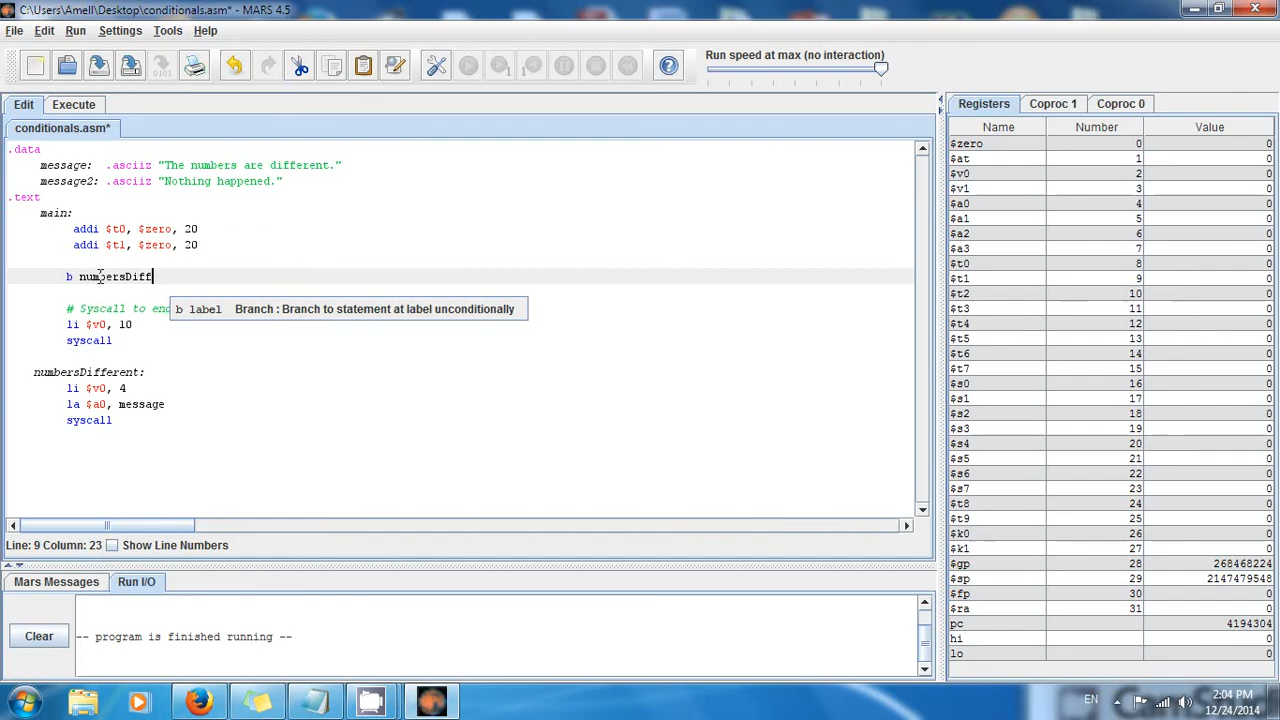 C:\Users\Amell\Desktop\conditionals.asm* - MARS 4.5
File Edit Run Settings Tools Help
Run speed at max (no interaction)
Edit Execute
Registers Coproc 1 Coproc 0
conditionals.asm*
Name Number Value
.data
message: .asciiz "The numbers are different."
message2: .asciiz "Nothing happened."
.text
main:
addi $t0, $zero, 20
addi $t1, $zero, 20
b numbersDiff
b label Branch : Branch to statement at label unconditionally
# Syscall to end
li $v0, 10
syscall
numbersDifferent:
li $v0, 4
la $a0, message
syscall
Line: 9 Column: 23 Show Line Numbers
Mars Messages Run I/O
Clear
-- program is finished running --
$zero 0 0
$at 1 0
$v0 2 0
$v1 3 0
$a0 4 0
$a1 5 0
$a2 6 0
$a3 7 0
$t0 8 0
$t1 9 0
$t2 10 0
$t3 11 0
$t4 12 0
$t5 13 0
$t6 14 0
$t7 15 0
$s0 16 0
$s1 17 0
$s2 18 0
$s3 19 0
$s4 20 0
$s5 21 0
$s6 22 0
$s7 23 0
$t8 24 0
$t9 25 0
$k0 26 0
$k1 27 0
$gp 28 268468224
$sp 29 2147479548
$fp 30 0
$ra 31 0
pc 4194304
hi 0
lo 0
EN
2:04 PM
12/24/2014